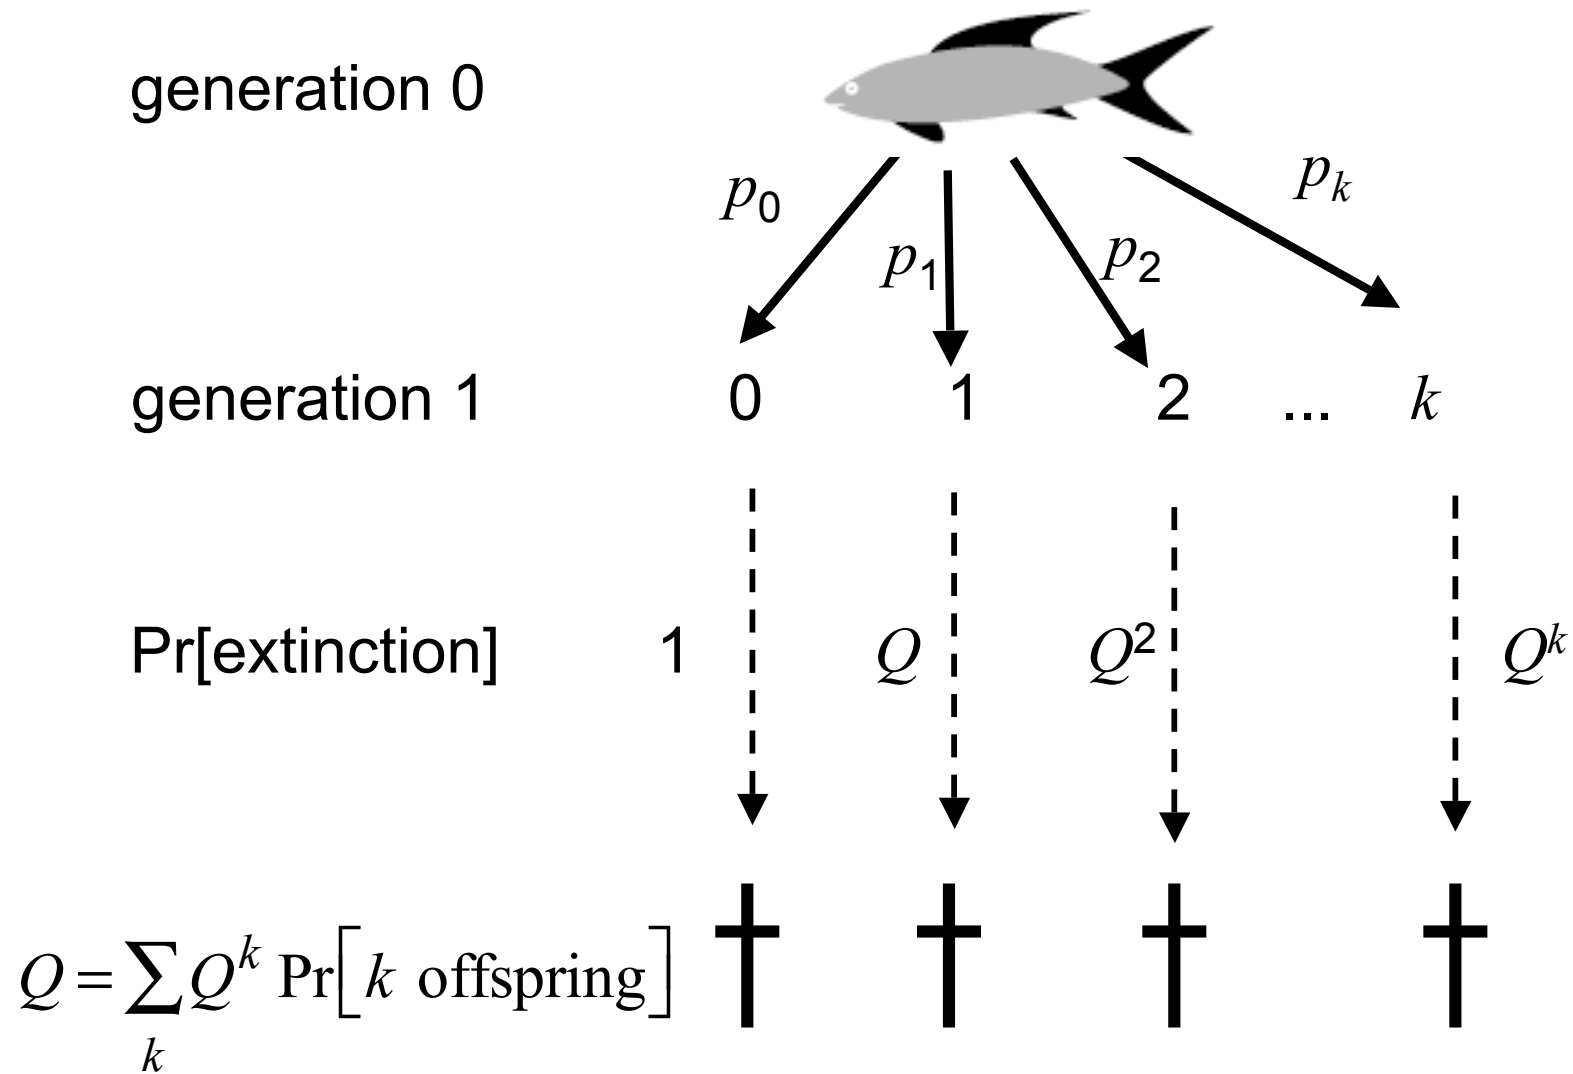 generation 0
p₀ p₁ p₂ pₖ
generation 1 0 1 2 ... k
Pr[extinction] 1 Q Q² Qᵏ
Q = ∑ Qᵏ Pr[k offspring]
k